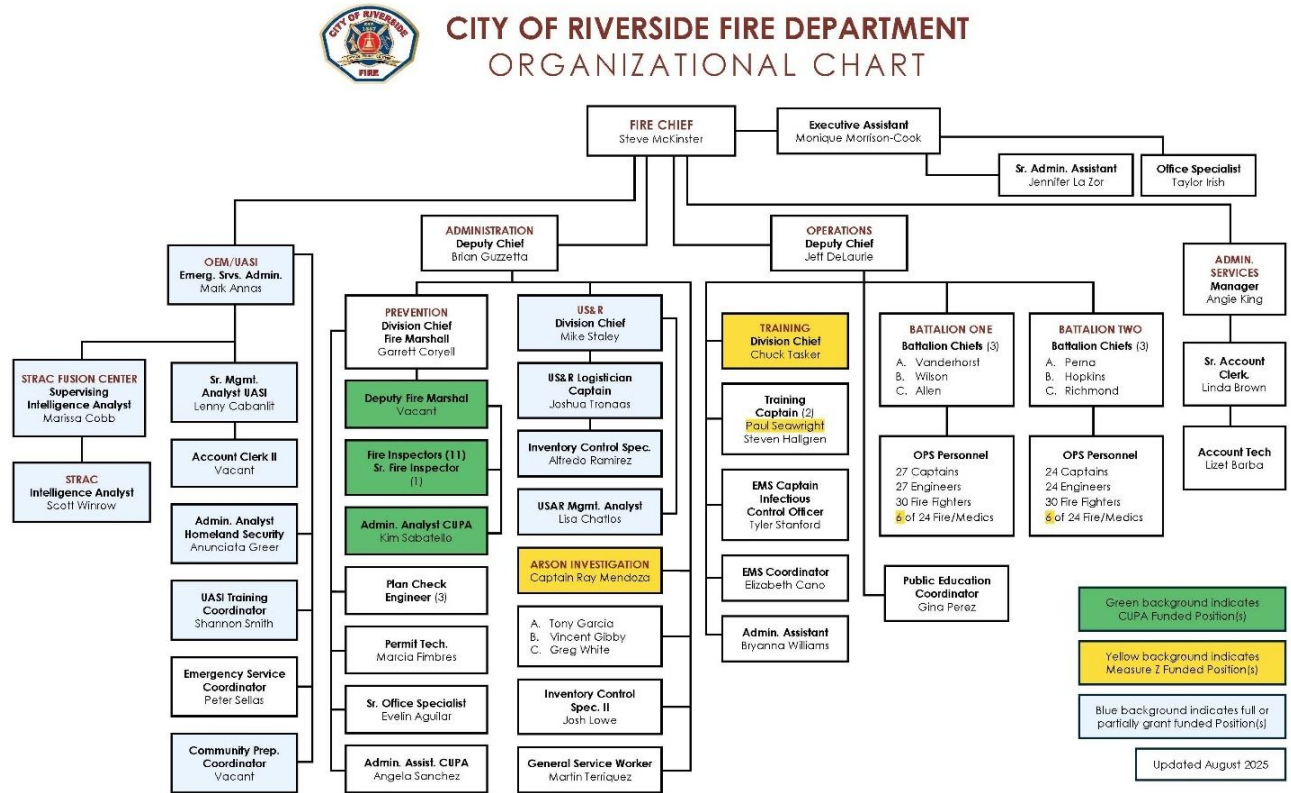 CITY OF RIVERSIDE
FIRE
CITY OF RIVERSIDE FIRE DEPARTMENT
ORGANIZATIONAL CHART
FIRE CHIEF
Steve McKinster
Executive Assistant
Monique Morrison-Cook
Sr. Admin. Assistant
Jennifer La Zor
Office Specialist
Taylor Irish
OEM/UASI
Emerg. Srvs. Admin.
Mark Annas
STRAC FUSION CENTER
Supervising
Intelligence Analyst
Marissa Cobb
STRAC
Intelligence Analyst
Scott Winrow
Sr. Mgmt.
Analyst UASI
Lenny Cabanlit
Account Clerk II
Vacant
Admin. Analyst
Homeland Security
Anunciata Greer
UASI Training
Coordinator
Shannon Smith
Emergency Service
Coordinator
Peter Sellas
Community Prep.
Coordinator
Vacant
ADMINISTRATION
Deputy Chief
Brian Guzzetta
PREVENTION
Division Chief
Fire Marshall
Garrett Coryell
Deputy Fire Marshal
Vacant
Fire Inspectors (11)
Sr. Fire Inspector
(1)
Admin. Analyst CUPA
Kim Sabatello
Plan Check
Engineer (3)
Permit Tech.
Marcia Fimbres
Sr. Office Specialist
Evelin Aguilar
Admin. Assist. CUPA
Angela Sanchez
US&R
Division Chief
Mike Staley
US&R Logistician
Captain
Joshua Tronaas
Inventory Control Spec.
Alfredo Ramirez
USAR Mgmt. Analyst
Lisa Chatlos
ARSON INVESTIGATION
Captain Ray Mendoza
A. Tony Garcia
B. Vincent Gibby
C. Greg White
Inventory Control
Spec. II
Josh Lowe
General Service Worker
Martin Terriquez
OPERATIONS
Deputy Chief
Jeff DeLaurie
TRAINING
Division Chief
Chuck Tasker
Training
Captain (2)
Paul Seawright
Steven Hallgren
EMS Captain
Infectious
Control Officer
Tyler Stanford
EMS Coordinator
Elizabeth Cano
Admin. Assistant
Bryanna Williams
BATTALION ONE
Battalion Chiefs (3)
A. Vanderhorst
B. Wilson
C. Allen
OPS Personnel
27 Captains
27 Engineers
30 Fire Fighters
6 of 24 Fire/Medics
Public Education
Coordinator
Gina Perez
BATTALION TWO
Battalion Chiefs (3)
A. Perna
B. Hopkins
C. Richmond
OPS Personnel
24 Captains
24 Engineers
30 Fire Fighters
6 of 24 Fire/Medics
ADMIN.
SERVICES
Manager
Angie King
Sr. Account
Clerk.
Linda Brown
Account Tech
Lizet Barba
Green background indicates
CUPA Funded Position(s)
Yellow background indicates
Measure Z Funded Position(s)
Blue background indicates full or
partially grant funded Position(s)
Updated August 2025